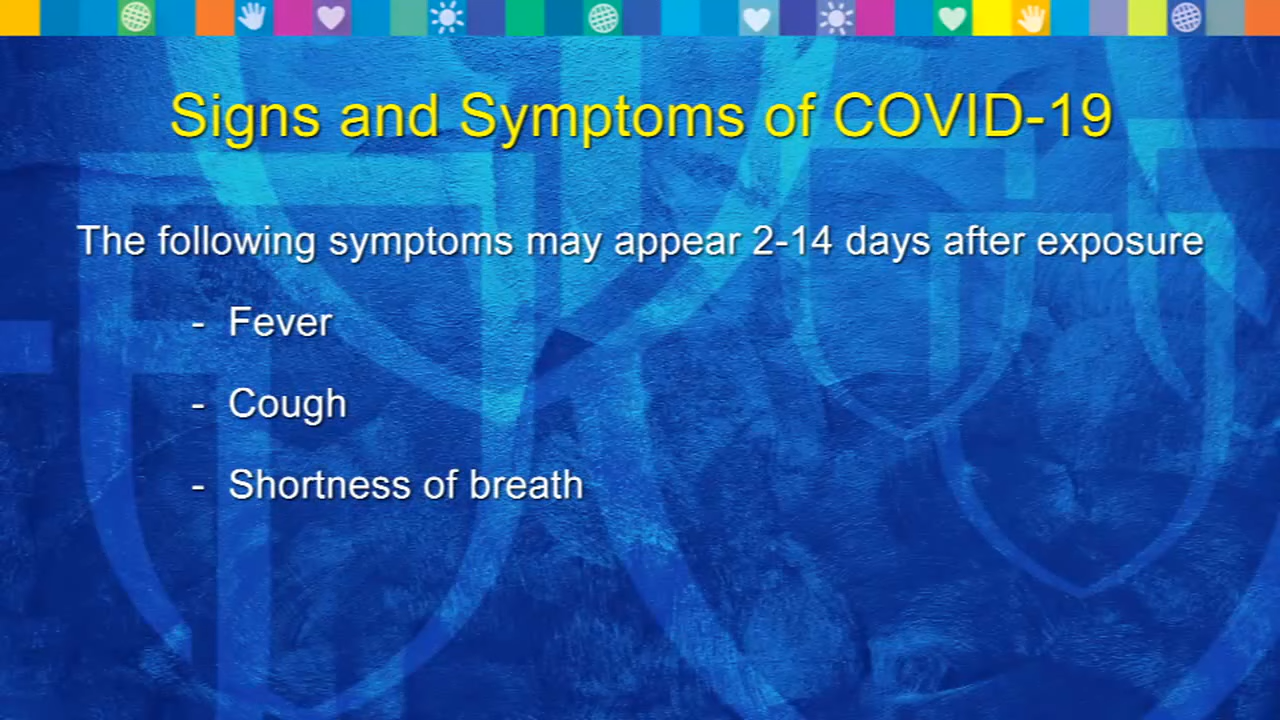 Signs and Symptoms of COVID-19
The following symptoms may appear 2-14 days after exposure
- Fever
- Cough
- Shortness of breath